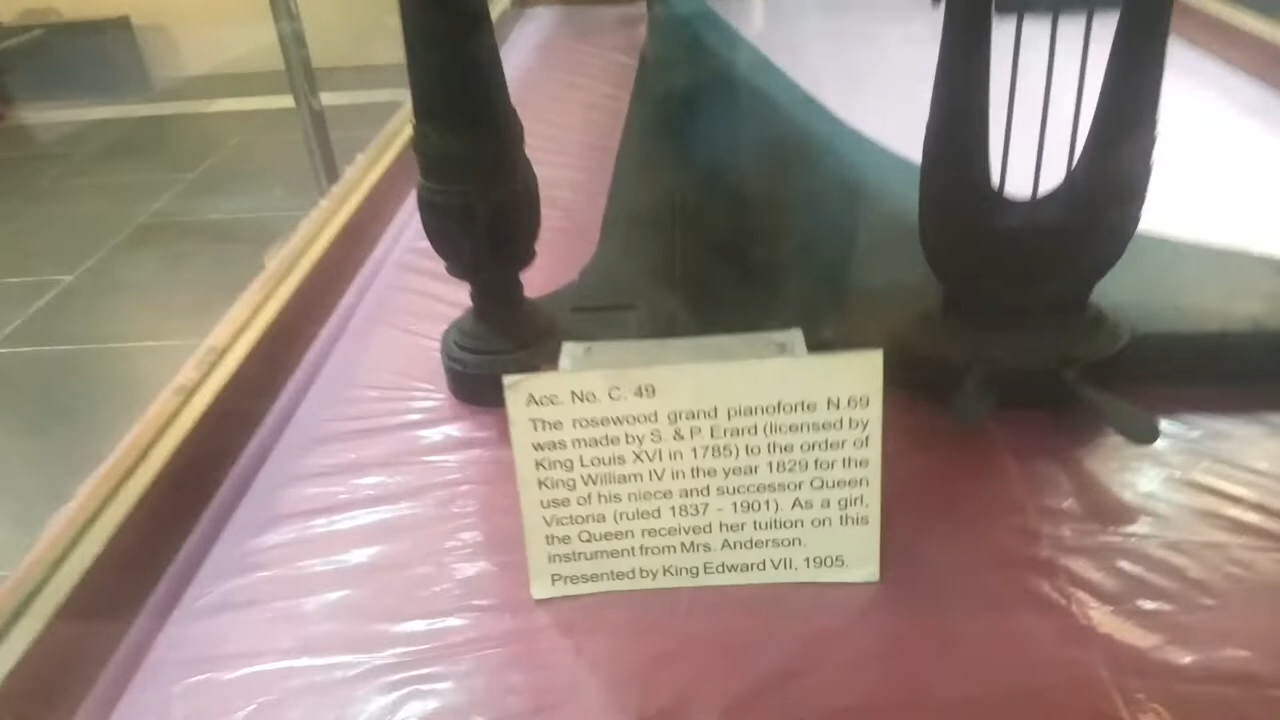 Acc. No. C. 49
The rosewood grand pianoforte N.69
was made by S. & P. Erard (licensed by
King Louis XVI in 1785) to the order of
King William IV in the year 1829 for the
use of his niece and successor Queen
Victoria (ruled 1837 - 1901). As a girl,
the Queen received her tuition on this
instrument from Mrs. Anderson.
Presented by King Edward VII, 1905.